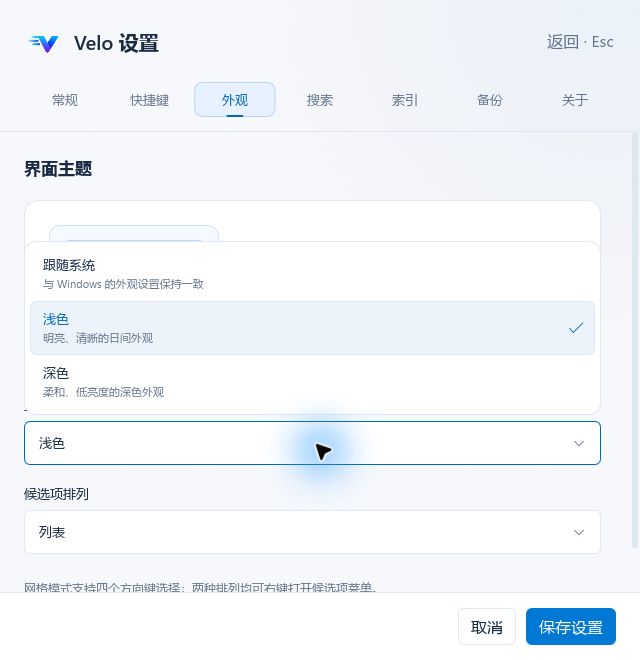 Velo 设置
返回 · Esc
常规
快捷键
外观
搜索
索引
备份
关于
界面主题
跟随系统
与 Windows 的外观设置保持一致
浅色
明亮、清晰的日间外观
深色
柔和、低亮度的深色外观
浅色
候选项排列
列表
网格模式支持四个方向键选择；两种排列均可右键打开候选项菜单。
取消
保存设置